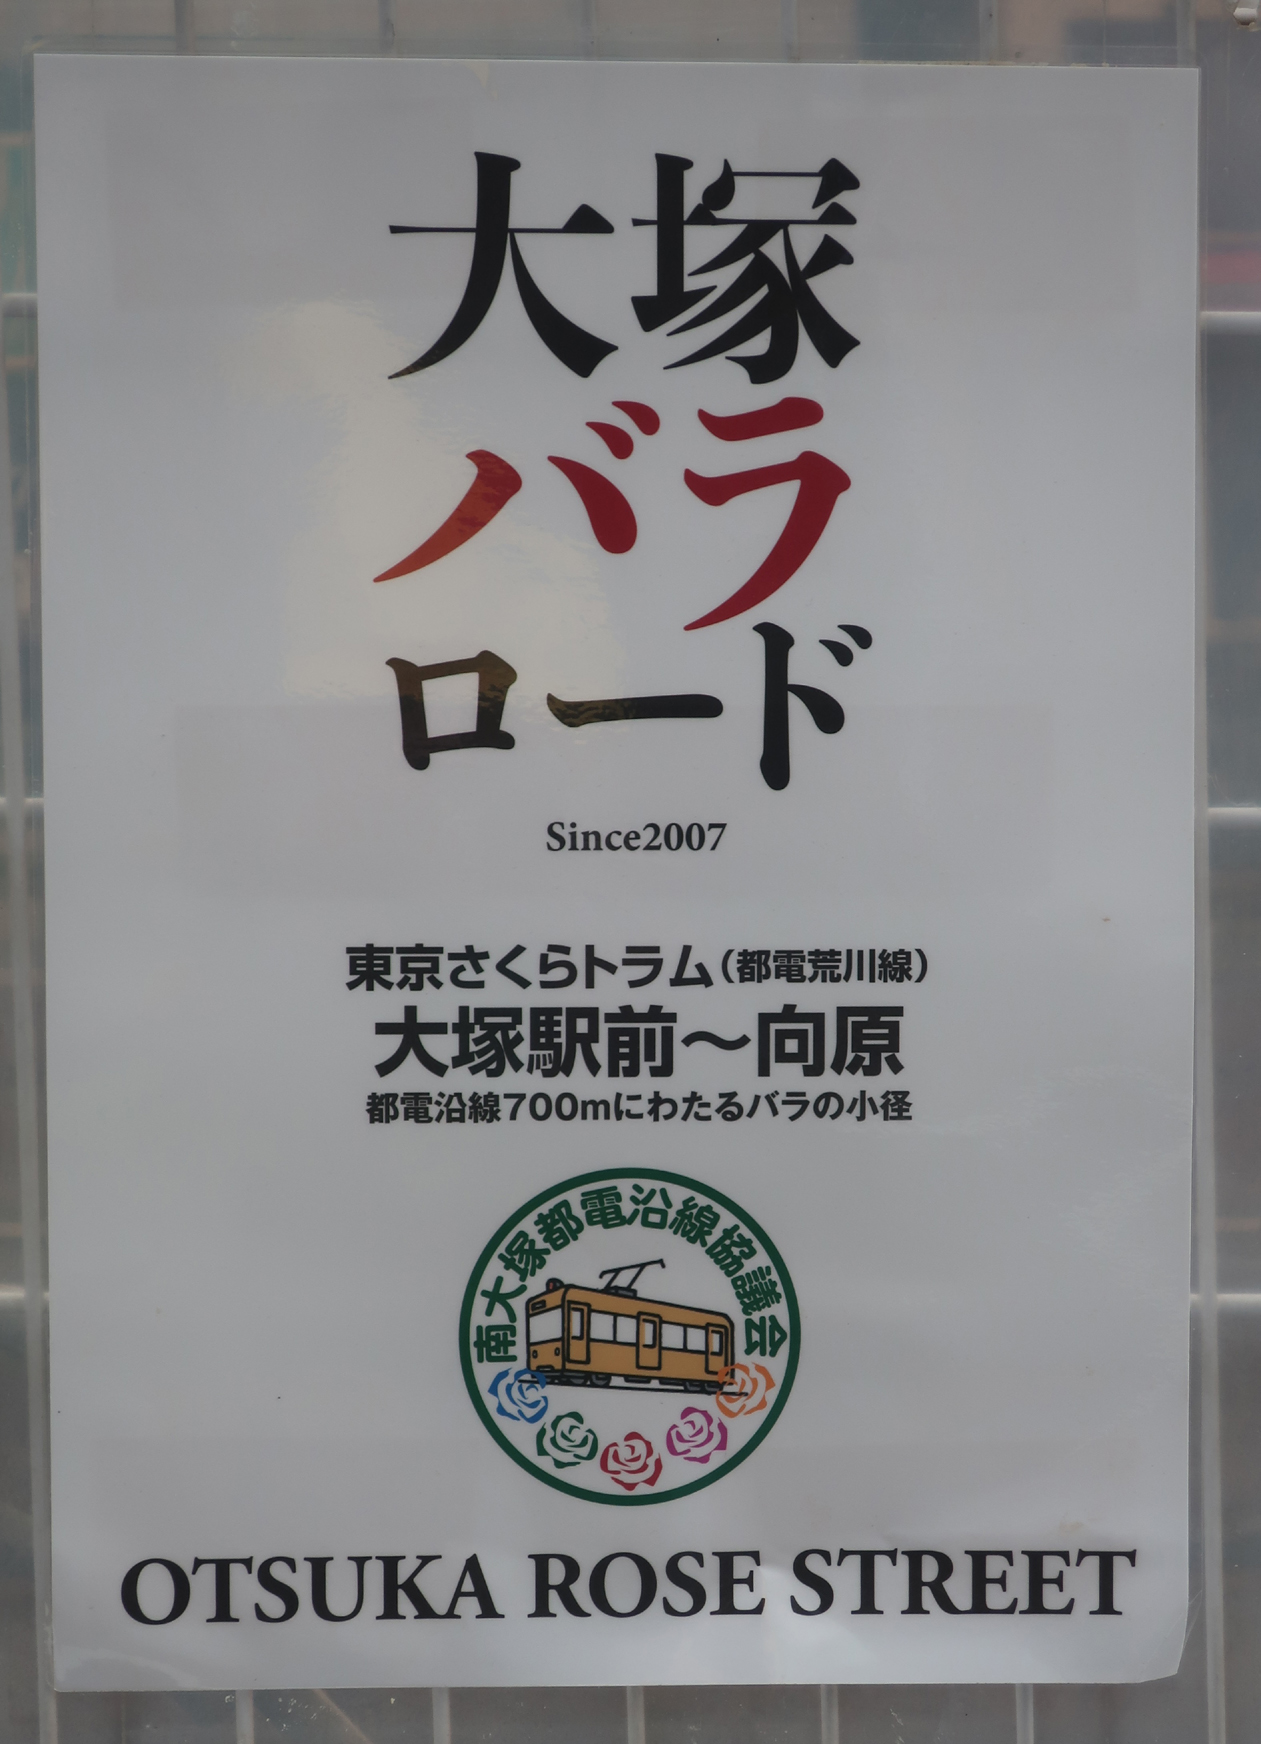 大塚
バラ
ロード
Since2007
東京さくらトラム（都電荒川線）
大塚駅前～向原
都電沿線700mにわたるバラの小径
南大塚都電沿線協議会
OTSUKA ROSE STREET